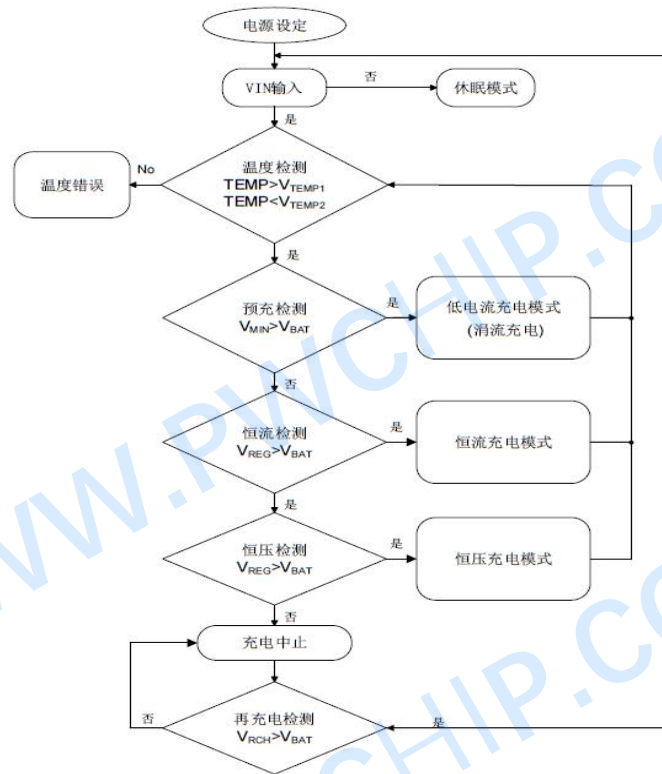 电源设定
VIN输入
否
休眠模式
是
温度检测
TEMP>VTEMP1
TEMP<VTEMP2
No
温度错误
是
预充检测
VMIN>VBAT
是
低电流充电模式
(涓流充电)
否
恒流检测
VREG>VBAT
是
恒流充电模式
是
恒压检测
VREG>VBAT
是
恒压充电模式
否
充电中止
再充电检测
VRCH>VBAT
否
是
WWW.PWCHIP.CO